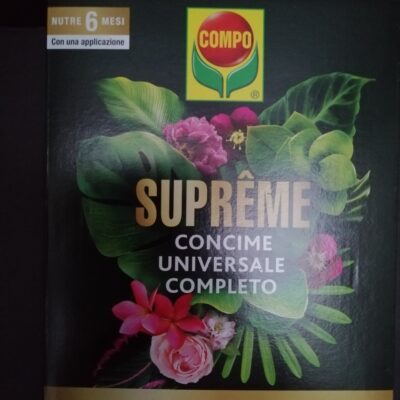 NUTRE 6 MESI
Con una applicazione
COMPO
®
SUPRÊME
CONCIME
UNIVERSALE
COMPLETO